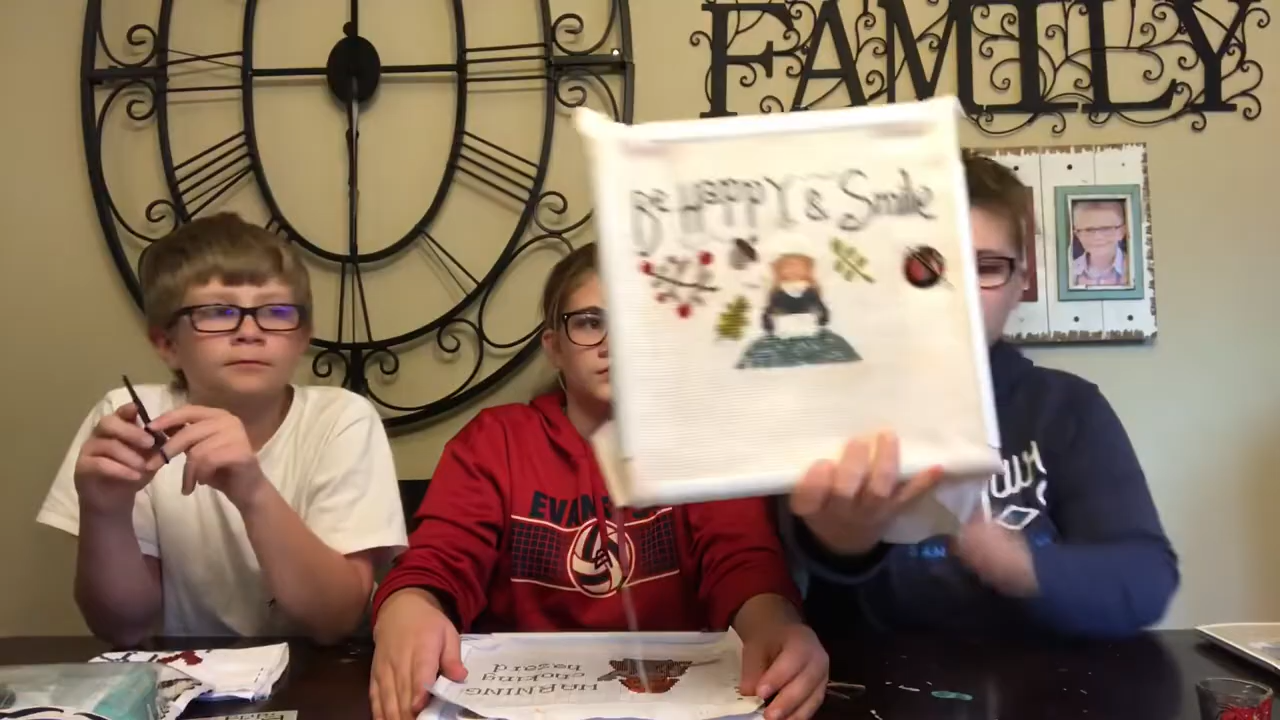 FAMILY
Be Happy & Smile
EVANS
WARNING:
choking
hazard